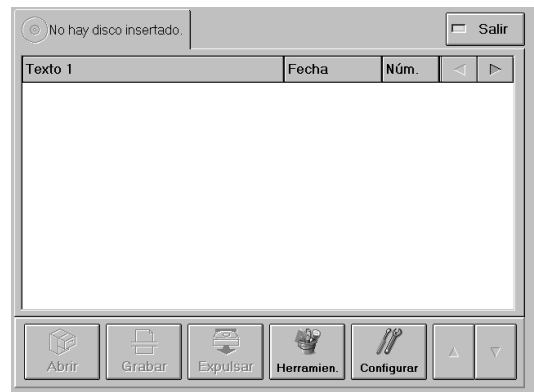 No hay disco insertado.
Salir
Texto 1 Fecha Núm.
Abrir Grabar Expulsar Herramien. Configurar